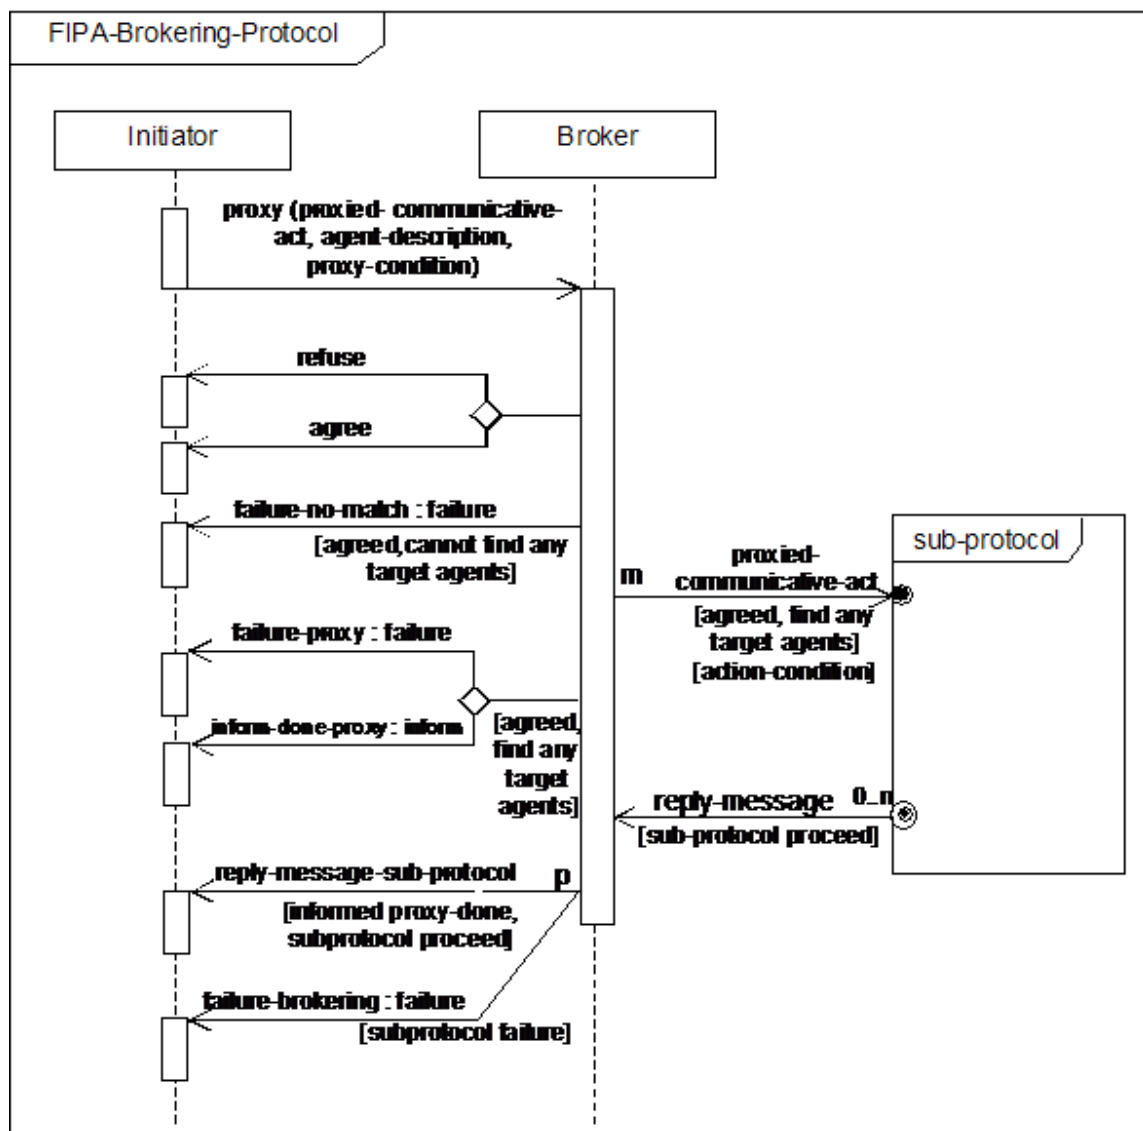 FIPA-Brokering-Protocol
Initiator
Broker
proxy (proxied- communicative-
act, agent-description,
proxy-condition)
refuse
agree
failure-no-match : failure
[agreed,cannot find any
target agents]
sub-protocol
proxied-
m communicative-act
[agreed, find any
target agents]
[action-condition]
failure-proxy : failure
inform-done-proxy : inform
[agreed,
find any
target
agents]
reply-message 0..n
[sub-protocol proceed]
reply-message-sub-protocol p
[informed proxy-done,
subprotocol proceed]
failure-brokering : failure
[subprotocol failure]